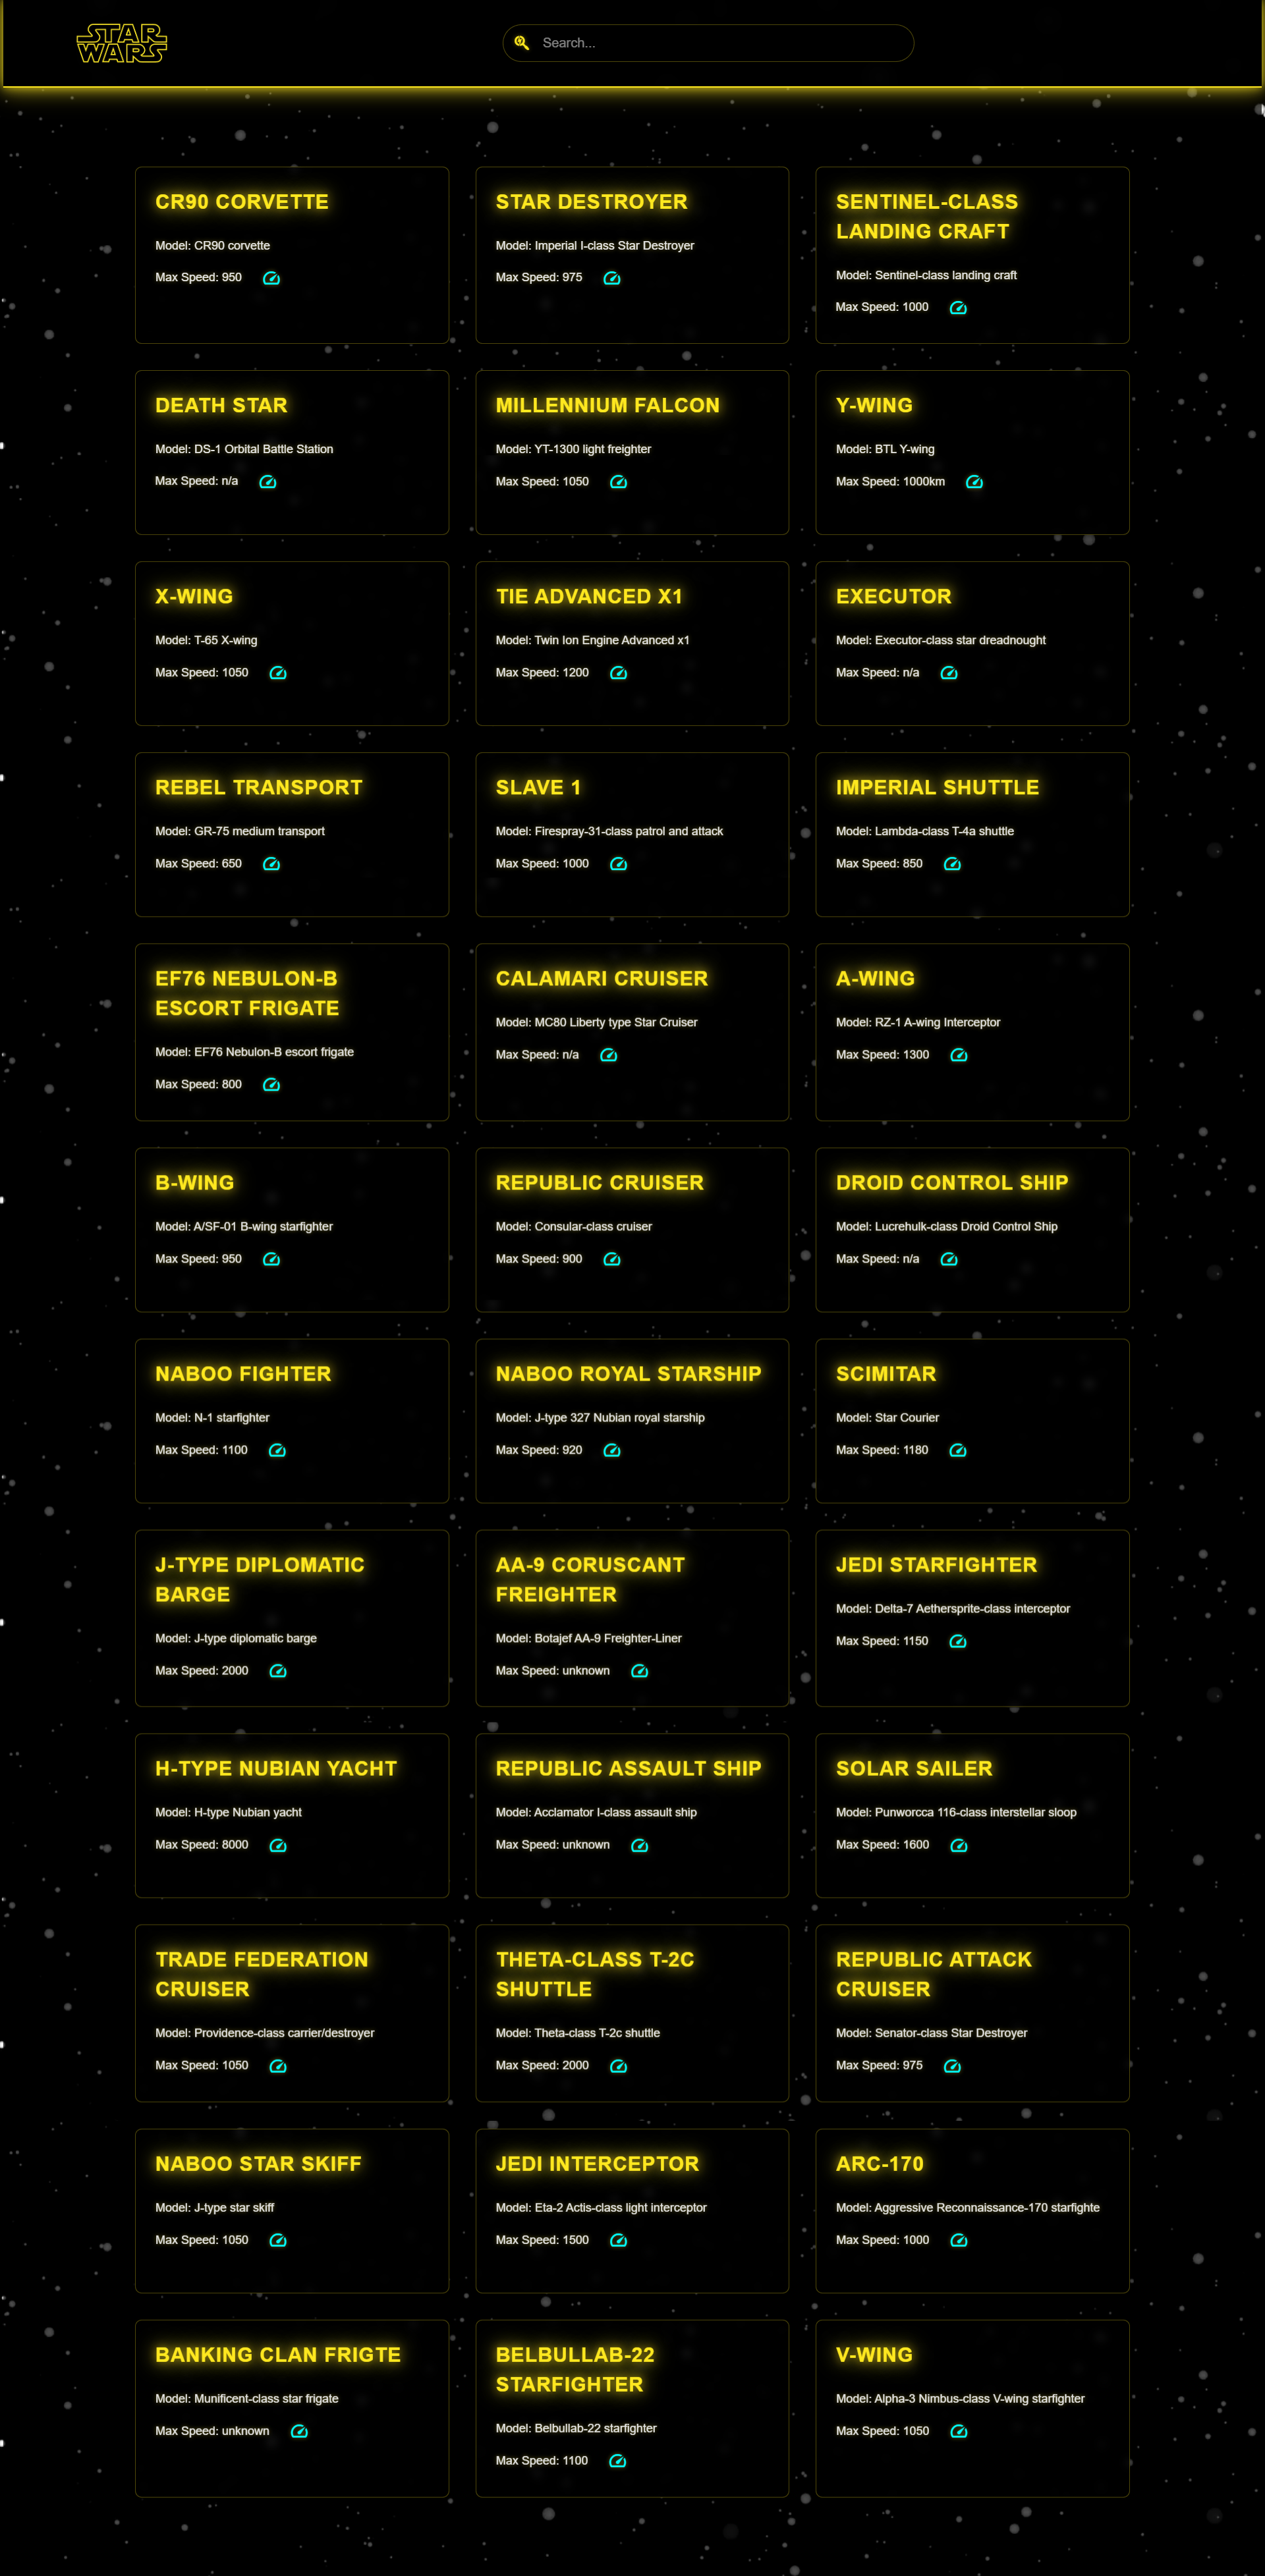 STAR
WARS
Search...
CR90 CORVETTE
Model: CR90 corvette
Max Speed: 950
STAR DESTROYER
Model: Imperial I-class Star Destroyer
Max Speed: 975
SENTINEL-CLASS
LANDING CRAFT
Model: Sentinel-class landing craft
Max Speed: 1000
DEATH STAR
Model: DS-1 Orbital Battle Station
Max Speed: n/a
MILLENNIUM FALCON
Model: YT-1300 light freighter
Max Speed: 1050
Y-WING
Model: BTL Y-wing
Max Speed: 1000km
X-WING
Model: T-65 X-wing
Max Speed: 1050
TIE ADVANCED X1
Model: Twin Ion Engine Advanced x1
Max Speed: 1200
EXECUTOR
Model: Executor-class star dreadnought
Max Speed: n/a
REBEL TRANSPORT
Model: GR-75 medium transport
Max Speed: 650
SLAVE 1
Model: Firespray-31-class patrol and attack
Max Speed: 1000
IMPERIAL SHUTTLE
Model: Lambda-class T-4a shuttle
Max Speed: 850
EF76 NEBULON-B
ESCORT FRIGATE
Model: EF76 Nebulon-B escort frigate
Max Speed: 800
CALAMARI CRUISER
Model: MC80 Liberty type Star Cruiser
Max Speed: n/a
A-WING
Model: RZ-1 A-wing Interceptor
Max Speed: 1300
B-WING
Model: A/SF-01 B-wing starfighter
Max Speed: 950
REPUBLIC CRUISER
Model: Consular-class cruiser
Max Speed: 900
DROID CONTROL SHIP
Model: Lucrehulk-class Droid Control Ship
Max Speed: n/a
NABOO FIGHTER
Model: N-1 starfighter
Max Speed: 1100
NABOO ROYAL STARSHIP
Model: J-type 327 Nubian royal starship
Max Speed: 920
SCIMITAR
Model: Star Courier
Max Speed: 1180
J-TYPE DIPLOMATIC
BARGE
Model: J-type diplomatic barge
Max Speed: 2000
AA-9 CORUSCANT
FREIGHTER
Model: Botajef AA-9 Freighter-Liner
Max Speed: unknown
JEDI STARFIGHTER
Model: Delta-7 Aethersprite-class interceptor
Max Speed: 1150
H-TYPE NUBIAN YACHT
Model: H-type Nubian yacht
Max Speed: 8000
REPUBLIC ASSAULT SHIP
Model: Acclamator I-class assault ship
Max Speed: unknown
SOLAR SAILER
Model: Punworcca 116-class interstellar sloop
Max Speed: 1600
TRADE FEDERATION
CRUISER
Model: Providence-class carrier/destroyer
Max Speed: 1050
THETA-CLASS T-2C
SHUTTLE
Model: Theta-class T-2c shuttle
Max Speed: 2000
REPUBLIC ATTACK
CRUISER
Model: Senator-class Star Destroyer
Max Speed: 975
NABOO STAR SKIFF
Model: J-type star skiff
Max Speed: 1050
JEDI INTERCEPTOR
Model: Eta-2 Actis-class light interceptor
Max Speed: 1500
ARC-170
Model: Aggressive Reconnaissance-170 starfighte
Max Speed: 1000
BANKING CLAN FRIGTE
Model: Munificent-class star frigate
Max Speed: unknown
BELBULLAB-22
STARFIGHTER
Model: Belbullab-22 starfighter
Max Speed: 1100
V-WING
Model: Alpha-3 Nimbus-class V-wing starfighter
Max Speed: 1050